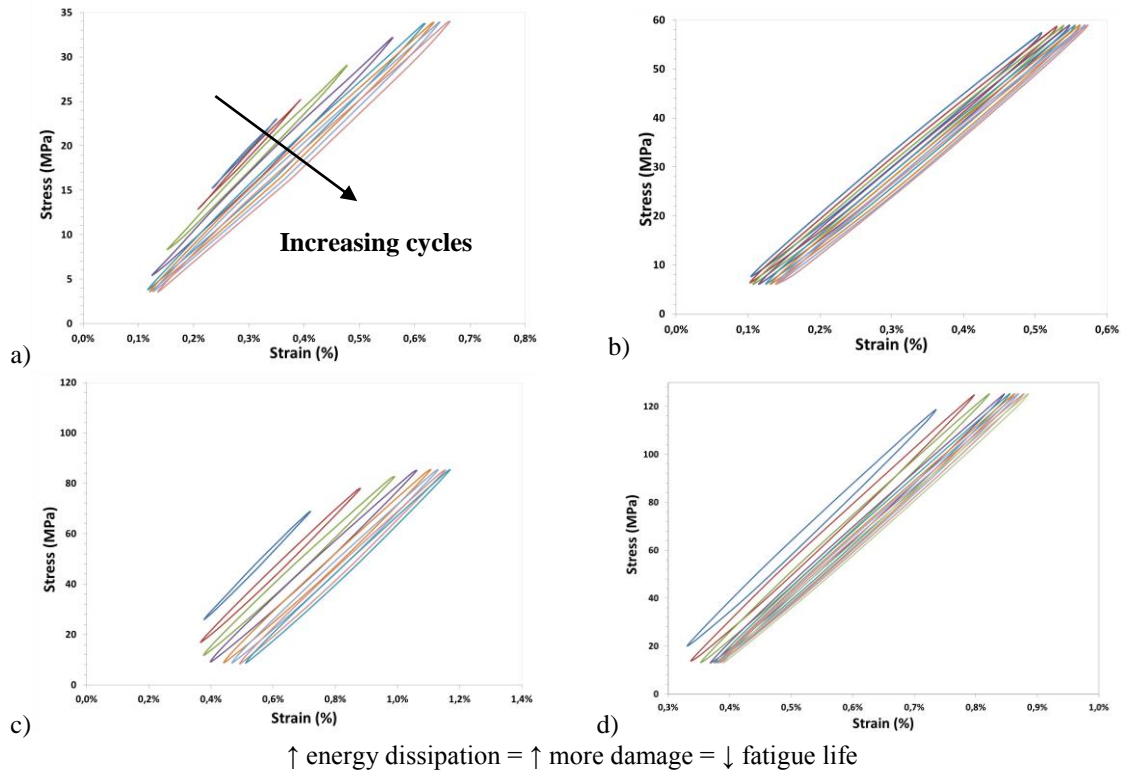 35
30
25
20
15
10
5
0
Stress (MPa)
Increasing cycles
0,0% 0,1% 0,2% 0,3% 0,4% 0,5% 0,6% 0,7% 0,8%
Strain (%)
a)
60
50
40
30
20
10
0
Stress (MPa)
0,0% 0,1% 0,2% 0,3% 0,4% 0,5% 0,6%
Strain (%)
b)
120
100
80
60
40
20
0
Stress (MPa)
0,0% 0,2% 0,4% 0,6% 0,8% 1,0% 1,2% 1,4%
Strain (%)
c)
120
100
80
60
40
20
0
Stress (MPa)
0,3% 0,4% 0,5% 0,6% 0,7% 0,8% 0,9% 1,0%
Strain (%)
d)
↑ energy dissipation = ↑ more damage = ↓ fatigue life